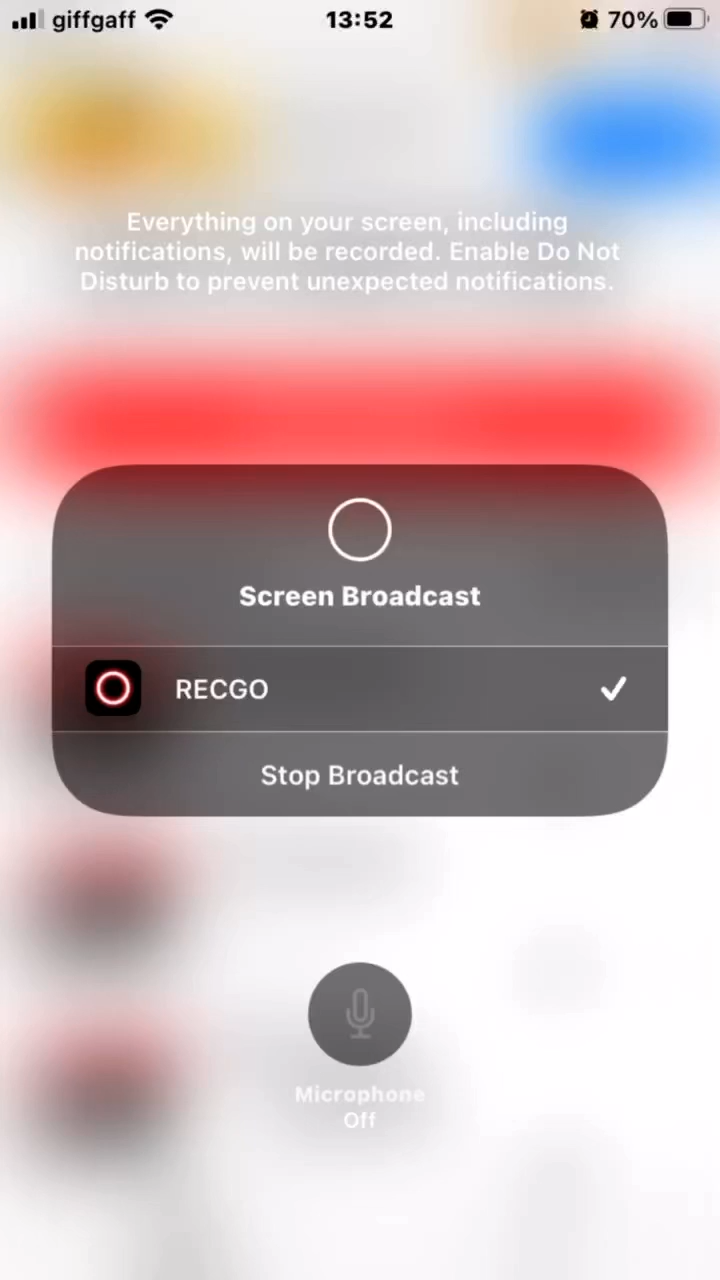 giffgaff 13:52 70%
Everything on your screen, including
notifications, will be recorded. Enable Do Not
Disturb to prevent unexpected notifications.
Screen Broadcast
RECGO
Stop Broadcast
Microphone
Off